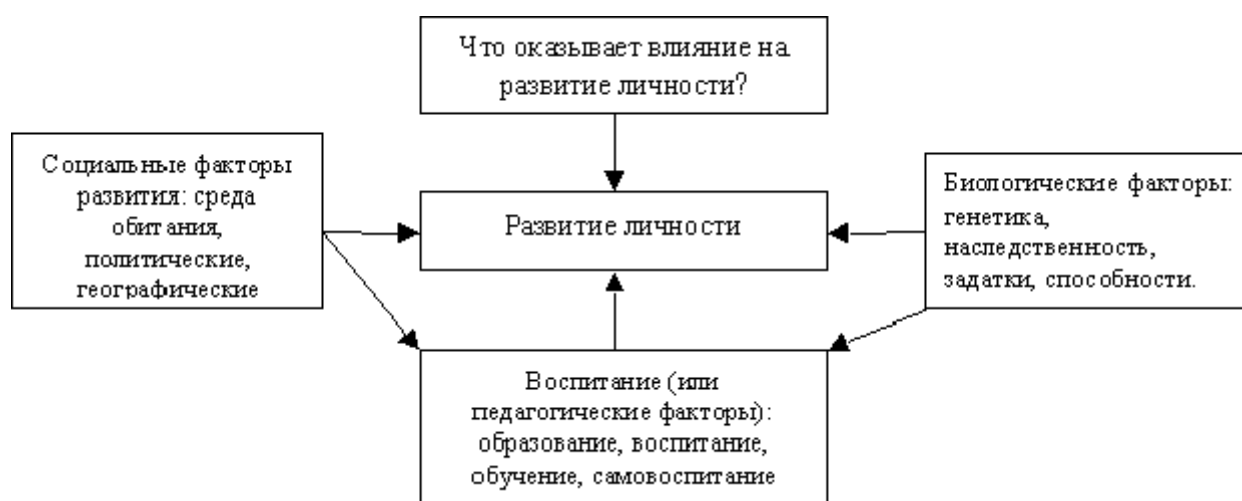 Что оказывает влияние на
развитие личности?
Социальные факторы
развития: среда
обитания,
политические,
географические
Развитие личности
Биологические факторы:
генетика,
наследственность,
задатки, способности.
Воспитание (или
педагогические факторы):
образование, воспитание,
обучение, самовоспитание